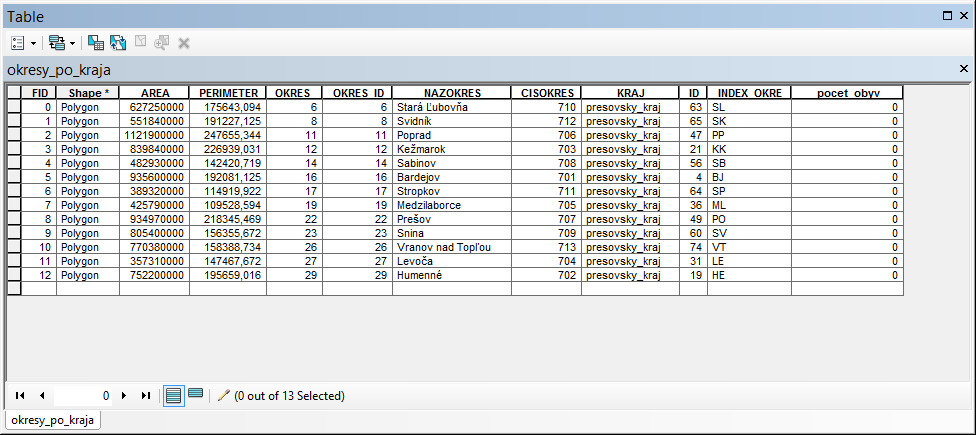 Table
okresy_po_kraja
FID Shape * AREA PERIMETER OKRES_ OKRES_ID NAZOKRES CISOKRES KRAJ ID INDEX_OKRE pocet_obyv
0 Polygon 627250000 175643,094 6 6 Stará Ľubovňa 710 presovsky_kraj 63 SL 0
1 Polygon 551840000 191227,125 8 8 Svidník 712 presovsky_kraj 65 SK 0
2 Polygon 1121900000 247655,344 11 11 Poprad 706 presovsky_kraj 47 PP 0
3 Polygon 839840000 226939,031 12 12 Kežmarok 703 presovsky_kraj 21 KK 0
4 Polygon 482930000 142420,719 14 14 Sabinov 708 presovsky_kraj 56 SB 0
5 Polygon 935600000 192081,125 16 16 Bardejov 701 presovsky_kraj 4 BJ 0
6 Polygon 389320000 114919,922 17 17 Stropkov 711 presovsky_kraj 64 SP 0
7 Polygon 425790000 109528,594 19 19 Medzilaborce 705 presovsky_kraj 36 ML 0
8 Polygon 934970000 218345,469 22 22 Prešov 707 presovsky_kraj 49 PO 0
9 Polygon 805400000 156355,672 23 23 Snina 709 presovsky_kraj 60 SV 0
10 Polygon 770380000 158388,734 26 26 Vranov nad Topľou 713 presovsky_kraj 74 VT 0
11 Polygon 357310000 147467,672 27 27 Levoča 704 presovsky_kraj 31 LE 0
12 Polygon 752200000 195659,016 29 29 Humenné 702 presovsky_kraj 19 HE 0
0 (0 out of 13 Selected)
okresy_po_kraja